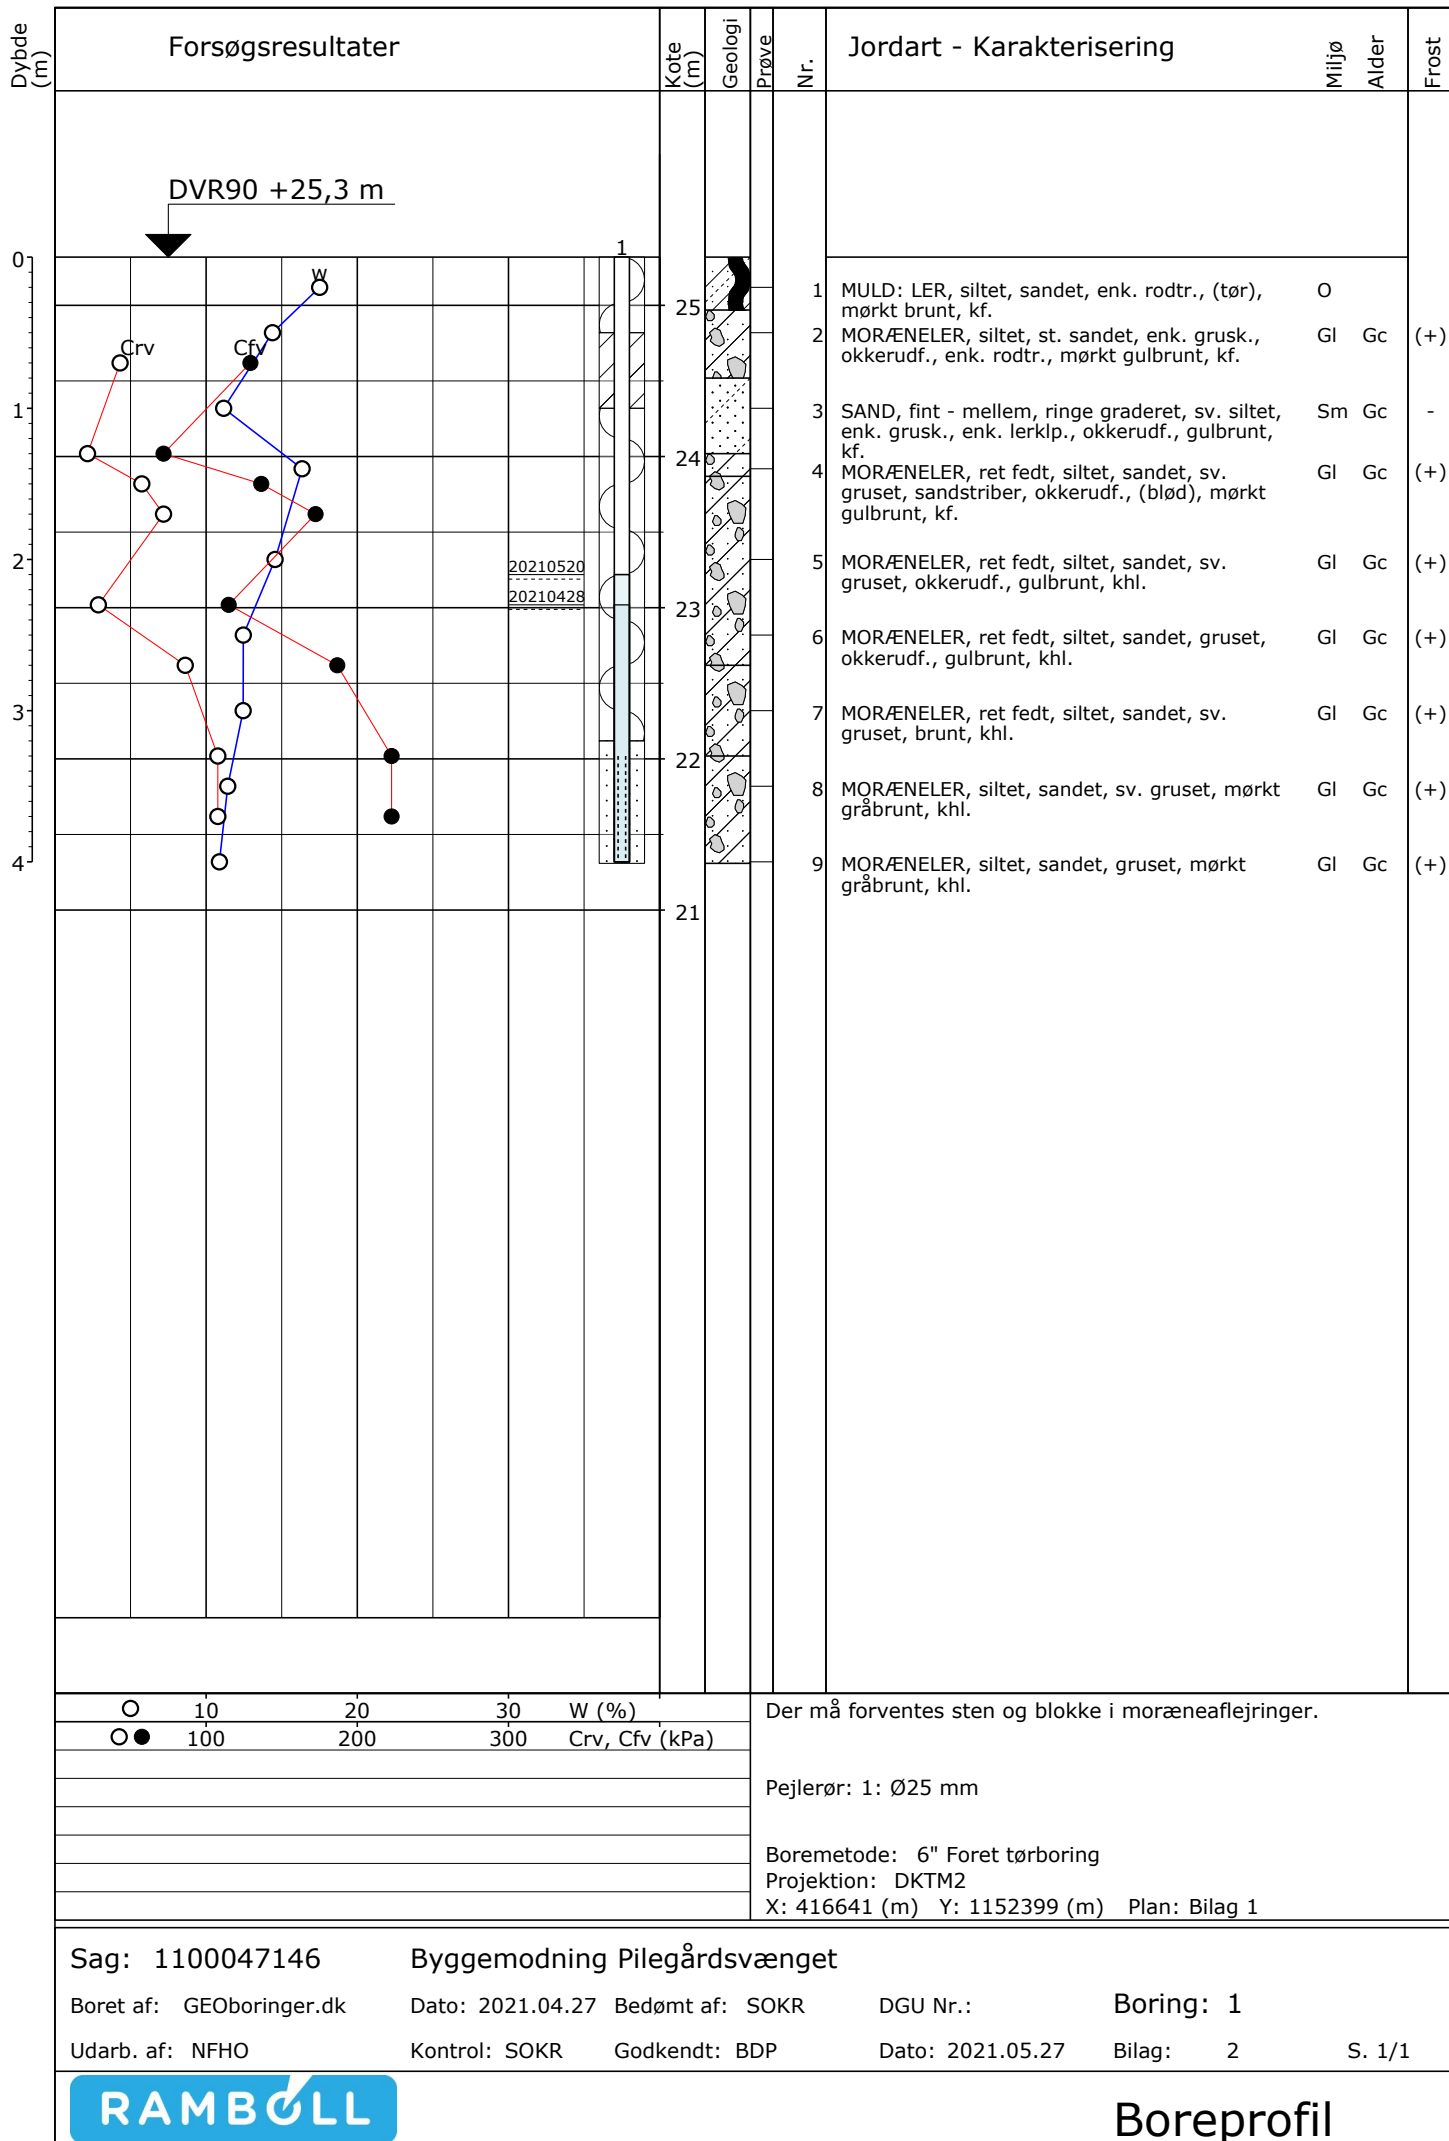 Dybde
(m)
Forsøgsresultater
Kote
(m)
Geologi
Prøve
Nr.
Jordart - Karakterisering
Miljø
Alder
Frost
DVR90 +25,3 m
0
1
2
3
4
w
Crv
Cfv
1
20210520
20210428
25
24
23
22
21
1 MULD: LER, siltet, sandet, enk. rodtr., (tør), O
mørkt brunt, kf.
2 MORÆNELER, siltet, st. sandet, enk. grusk., Gl Gc (+)
okkerudf., enk. rodtr., mørkt gulbrunt, kf.
3 SAND, fint - mellem, ringe graderet, sv. siltet, Sm Gc -
enk. grusk., enk. lerklp., okkerudf., gulbrunt,
kf.
4 MORÆNELER, ret fedt, siltet, sandet, sv. Gl Gc (+)
gruset, sandstriber, okkerudf., (blød), mørkt
gulbrunt, kf.
5 MORÆNELER, ret fedt, siltet, sandet, sv. Gl Gc (+)
gruset, okkerudf., gulbrunt, khl.
6 MORÆNELER, ret fedt, siltet, sandet, gruset, Gl Gc (+)
okkerudf., gulbrunt, khl.
7 MORÆNELER, ret fedt, siltet, sandet, sv. Gl Gc (+)
gruset, brunt, khl.
8 MORÆNELER, siltet, sandet, sv. gruset, mørkt Gl Gc (+)
gråbrunt, khl.
9 MORÆNELER, siltet, sandet, gruset, mørkt Gl Gc (+)
gråbrunt, khl.
10 20 30 W (%)
100 200 300 Crv, Cfv (kPa)
Der må forventes sten og blokke i moræneaflejringer.
Pejlerør: 1: Ø25 mm
Boremetode: 6" Foret tørboring
Projektion: DKTM2
X: 416641 (m) Y: 1152399 (m) Plan: Bilag 1
Sag: 1100047146 Byggemodning Pilegårdsvænget
Boret af: GEOboringer.dk Dato: 2021.04.27 Bedømt af: SOKR DGU Nr.: Boring: 1
Udarb. af: NFHO Kontrol: SOKR Godkendt: BDP Dato: 2021.05.27 Bilag: 2 S. 1/1
RAMBØLL
Boreprofil